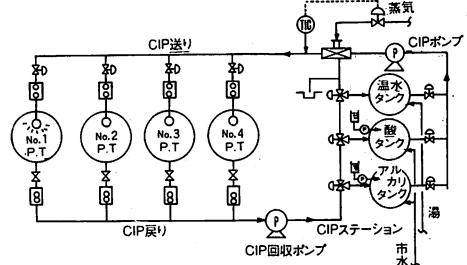 蒸気
TIC
CIP送り
CIPポンプ
P
温水
タンク
酸
タンク
P
アル
カリ
タンク
P
No.1
P.T
No.2
P.T
No.3
P.T
No.4
P.T
CIP戻り
P
CIP回収ポンプ
CIPステーション
湯
市水